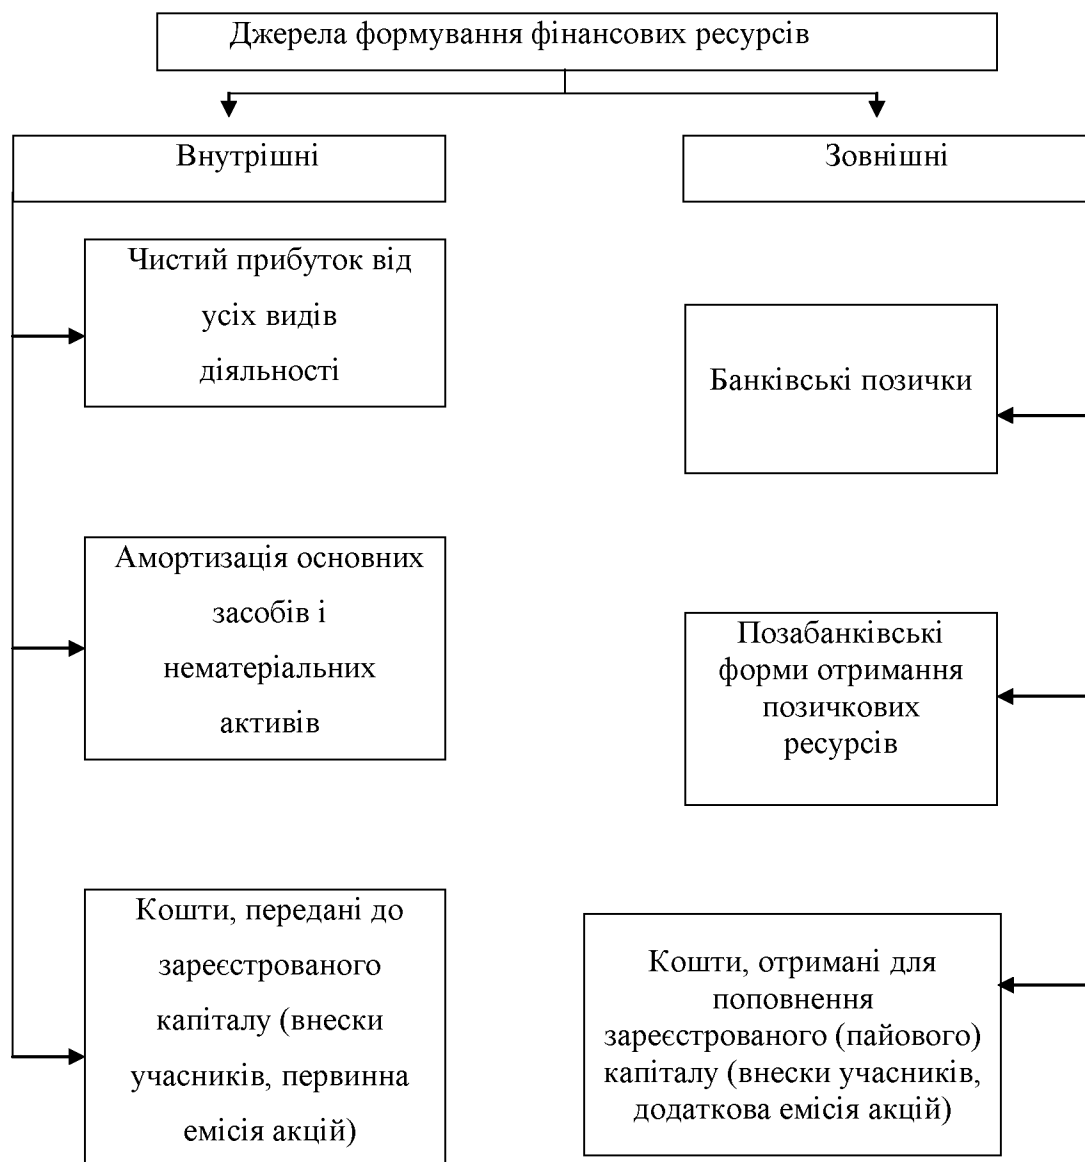 Джерела формування фінансових ресурсів
Внутрішні
Зовнішні
Чистий прибуток від
усіх видів
діяльності
Банківські позички
Амортизація основних
засобів і
нематеріальних
активів
Позабанківські
форми отримання
позичкових
ресурсів
Кошти, передані до
зареєстрованого
капіталу (внески
учасників, первинна
емісія акцій)
Кошти, отримані для
поповнення
зареєстрованого (пайового)
капіталу (внески учасників,
додаткова емісія акцій)